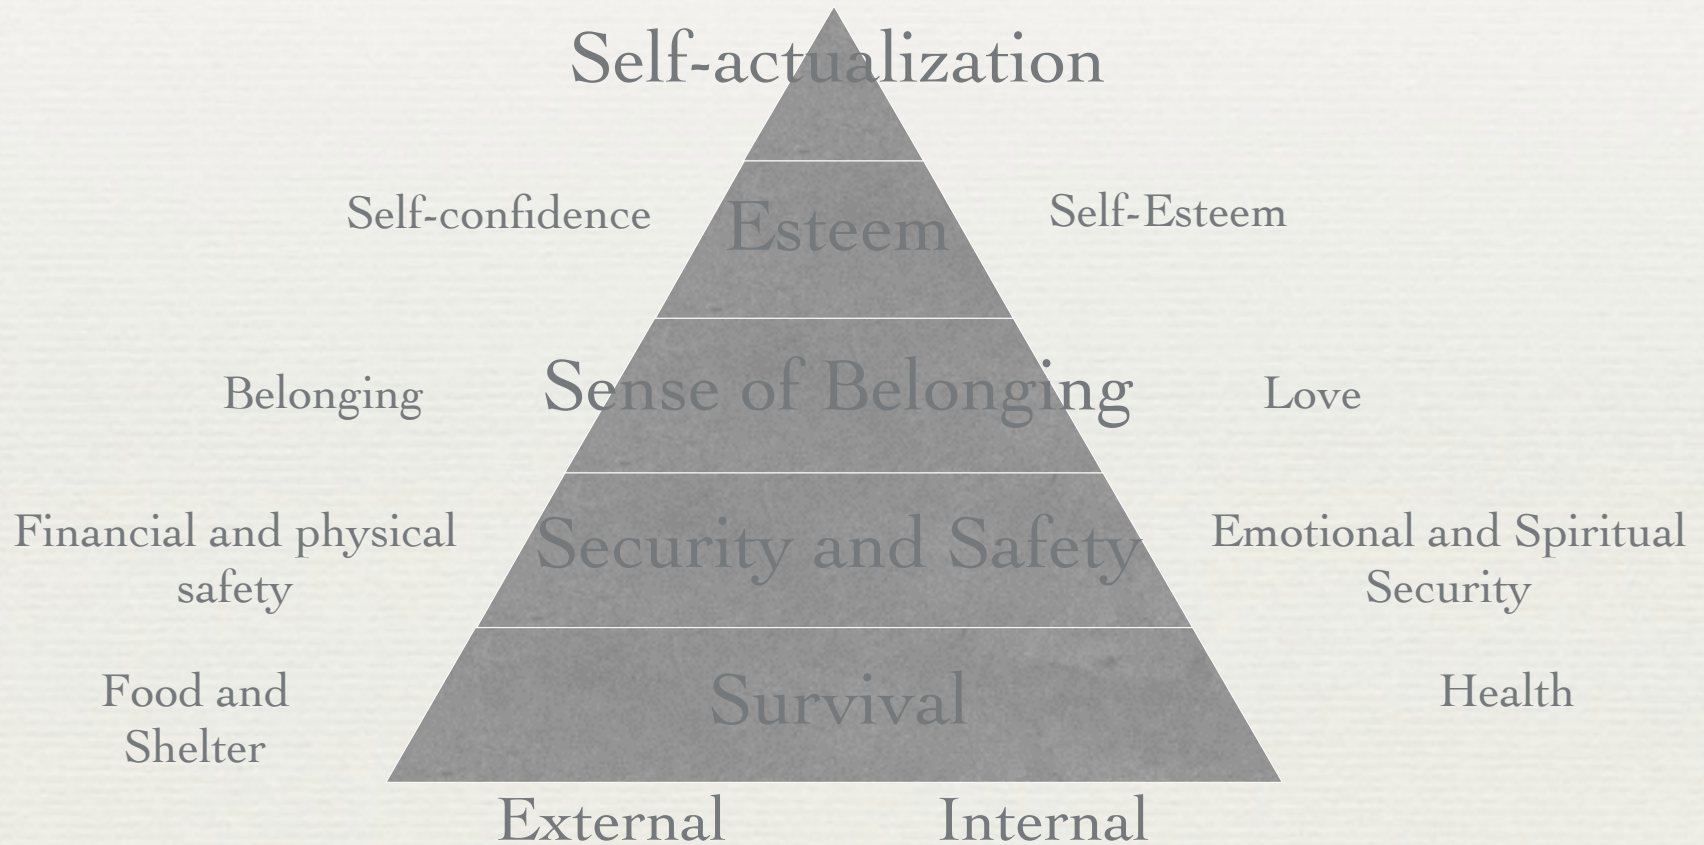 Self-actualization
Self-confidence
Esteem
Self-Esteem
Belonging
Sense of Belonging
Love
Financial and physical
safety
Security and Safety
Emotional and Spiritual
Security
Food and
Shelter
Survival
Health
External
Internal